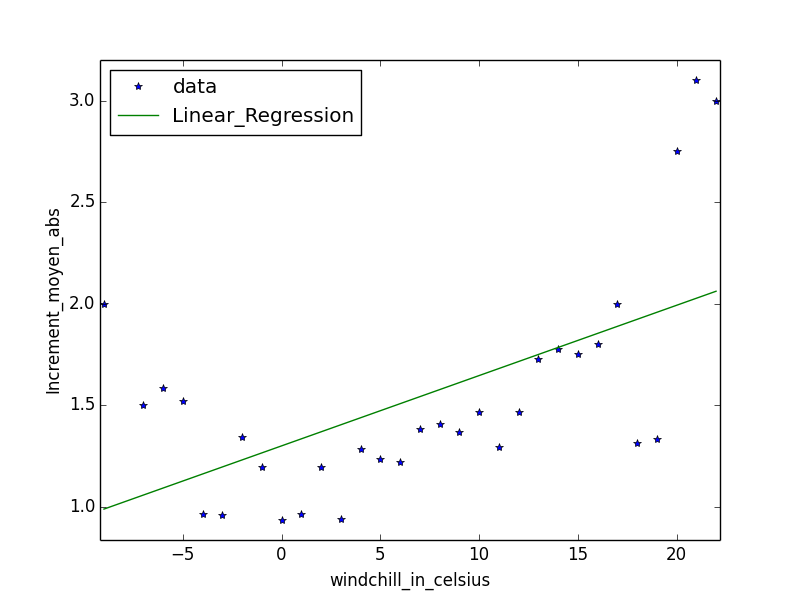 data
Linear_Regression
3.0
2.5
2.0
1.5
1.0
Increment_moyen_abs
−5
0
5
10
15
20
windchill_in_celsius